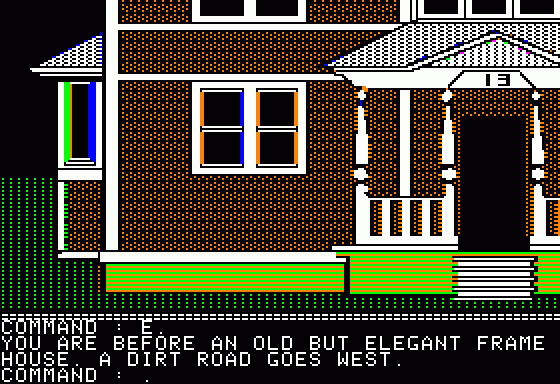 13
COMMAND : E.
YOU ARE BEFORE AN OLD BUT ELEGANT FRAME
HOUSE. A DIRT ROAD GOES WEST.
COMMAND : .